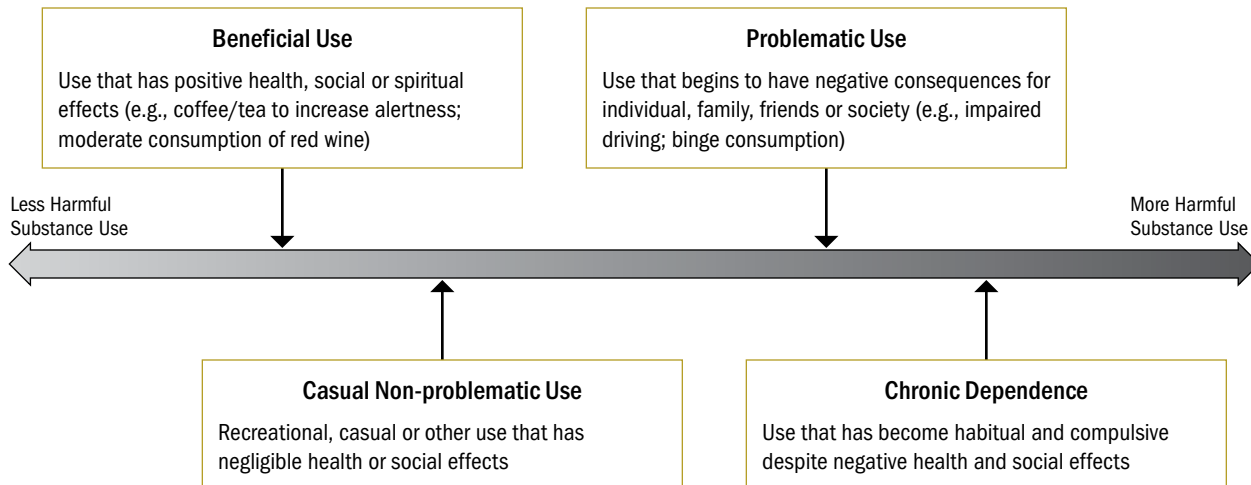 Beneficial Use
Use that has positive health, social or spiritual
effects (e.g., coffee/tea to increase alertness;
moderate consumption of red wine)
Problematic Use
Use that begins to have negative consequences for
individual, family, friends or society (e.g., impaired
driving; binge consumption)
Less Harmful
Substance Use
More Harmful
Substance Use
Casual Non-problematic Use
Recreational, casual or other use that has
negligible health or social effects
Chronic Dependence
Use that has become habitual and compulsive
despite negative health and social effects